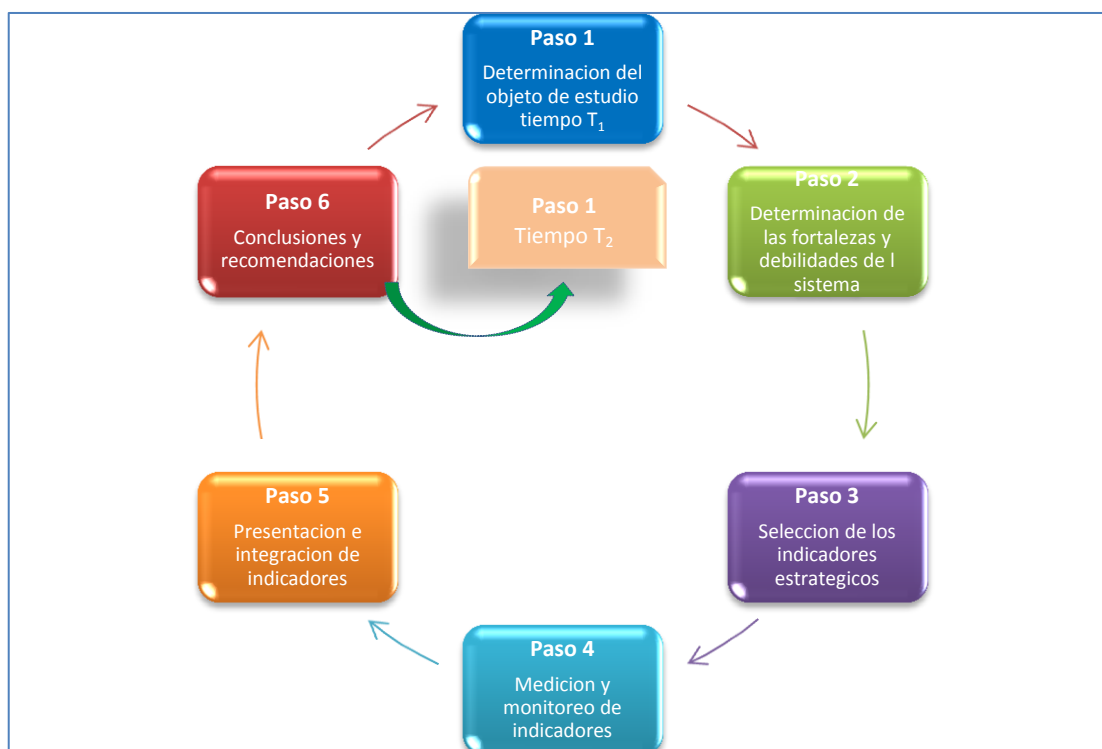 Paso 1
Determinacion del
objeto de estudio
tiempo T₁
Paso 2
Determinacion de
las fortalezas y
debilidades de l
sistema
Paso 3
Seleccion de los
indicadores
estrategicos
Paso 4
Medicion y
monitoreo de
indicadores
Paso 5
Presentacion e
integracion de
indicadores
Paso 6
Conclusiones y
recomendaciones
Paso 1
Tiempo T₂